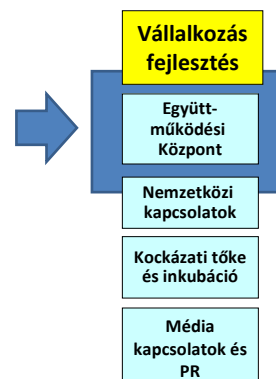 Vállalkozás
fejlesztés
Együtt-
működési
Központ
Nemzetközi
kapcsolatok
Kockázati tőke
és inkubáció
Média
kapcsolatok és
PR